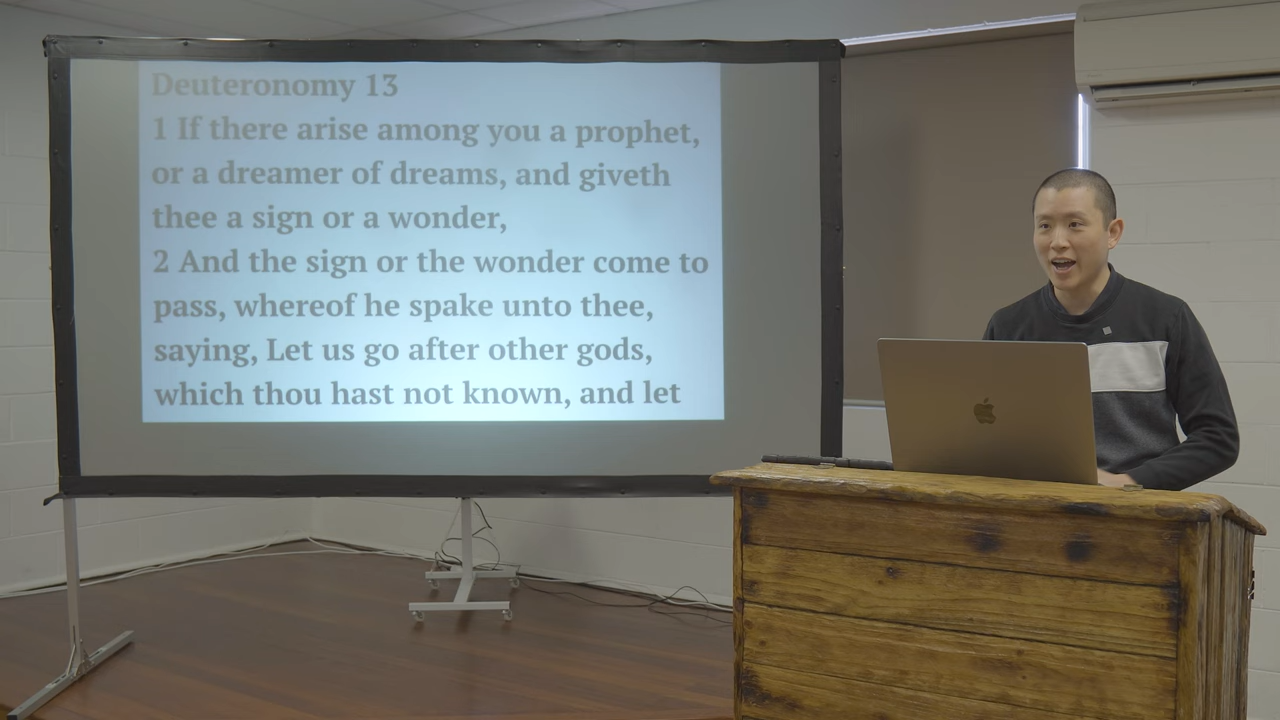 Deuteronomy 13
1 If there arise among you a prophet,
or a dreamer of dreams, and giveth
thee a sign or a wonder,
2 And the sign or the wonder come to
pass, whereof he spake unto thee,
saying, Let us go after other gods,
which thou hast not known, and let